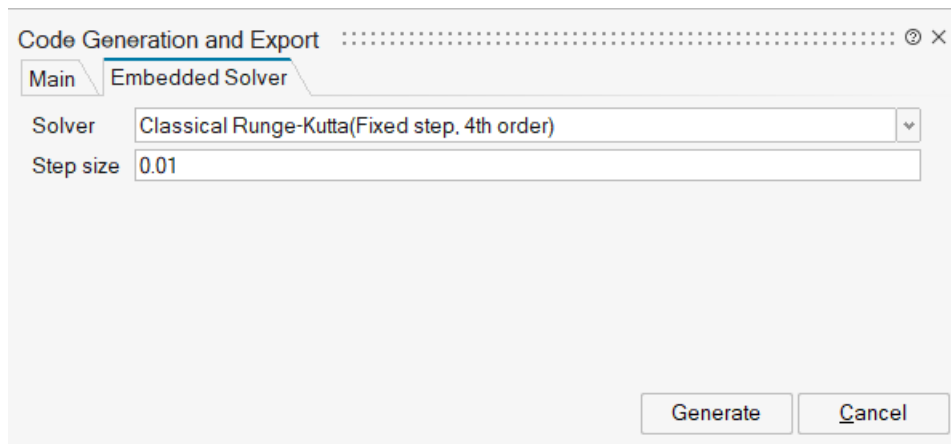 Code Generation and Export
Main
Embedded Solver
Solver
Classical Runge-Kutta(Fixed step, 4th order)
Step size
0.01
Generate
Cancel